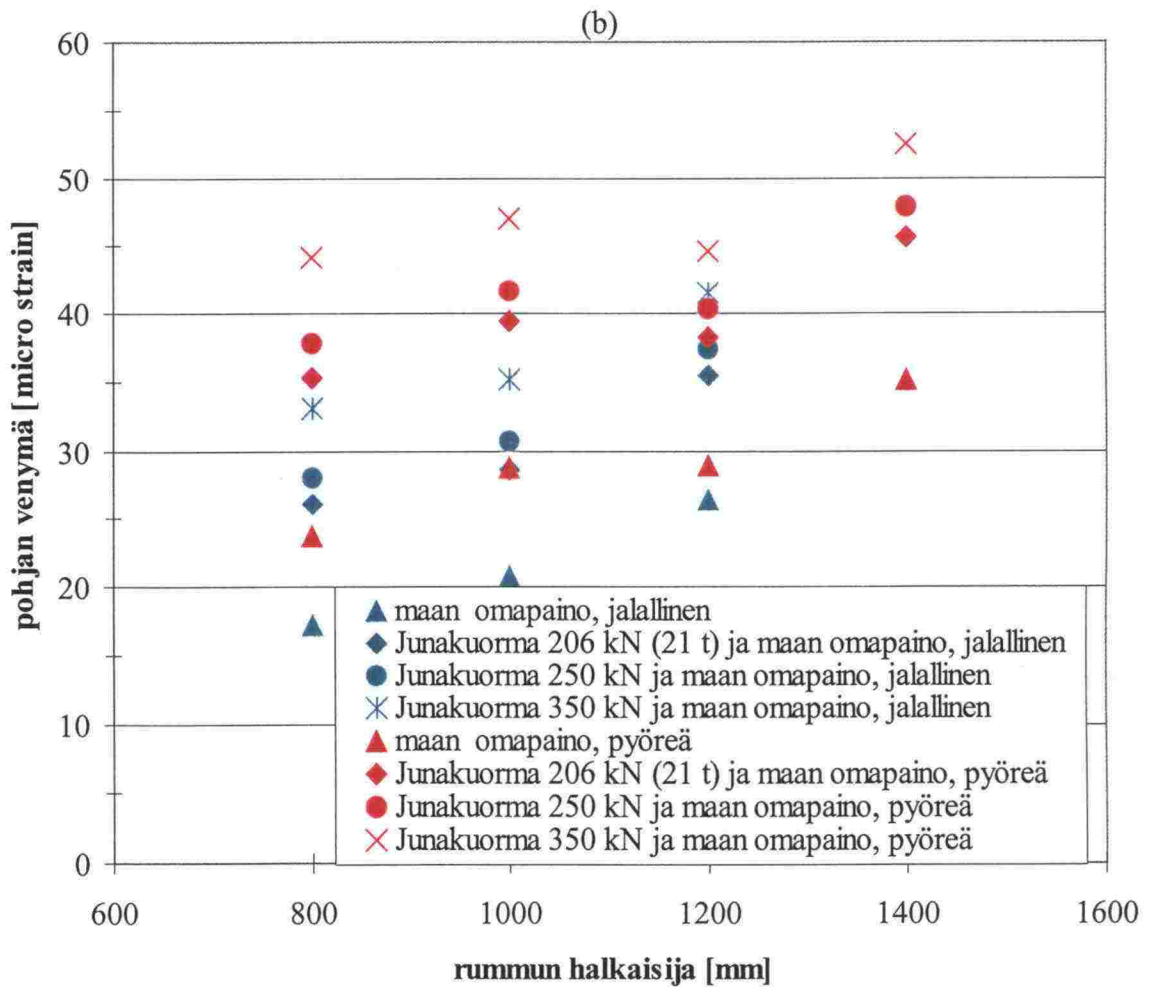 (b)
60
50
40
30
20
10
0
pohjan venymä [micro strain]
maan omapaino, jalallinen
Junakuorma 206 kN (21 t) ja maan omapaino, jalallinen
Junakuorma 250 kN ja maan omapaino, jalallinen
Junakuorma 350 kN ja maan omapaino, jalallinen
maan omapaino, pyöreä
Junakuorma 206 kN (21 t) ja maan omapaino, pyöreä
Junakuorma 250 kN ja maan omapaino, pyöreä
Junakuorma 350 kN ja maan omapaino, pyöreä
600 800 1000 1200 1400 1600
rummun halkaisija [mm]